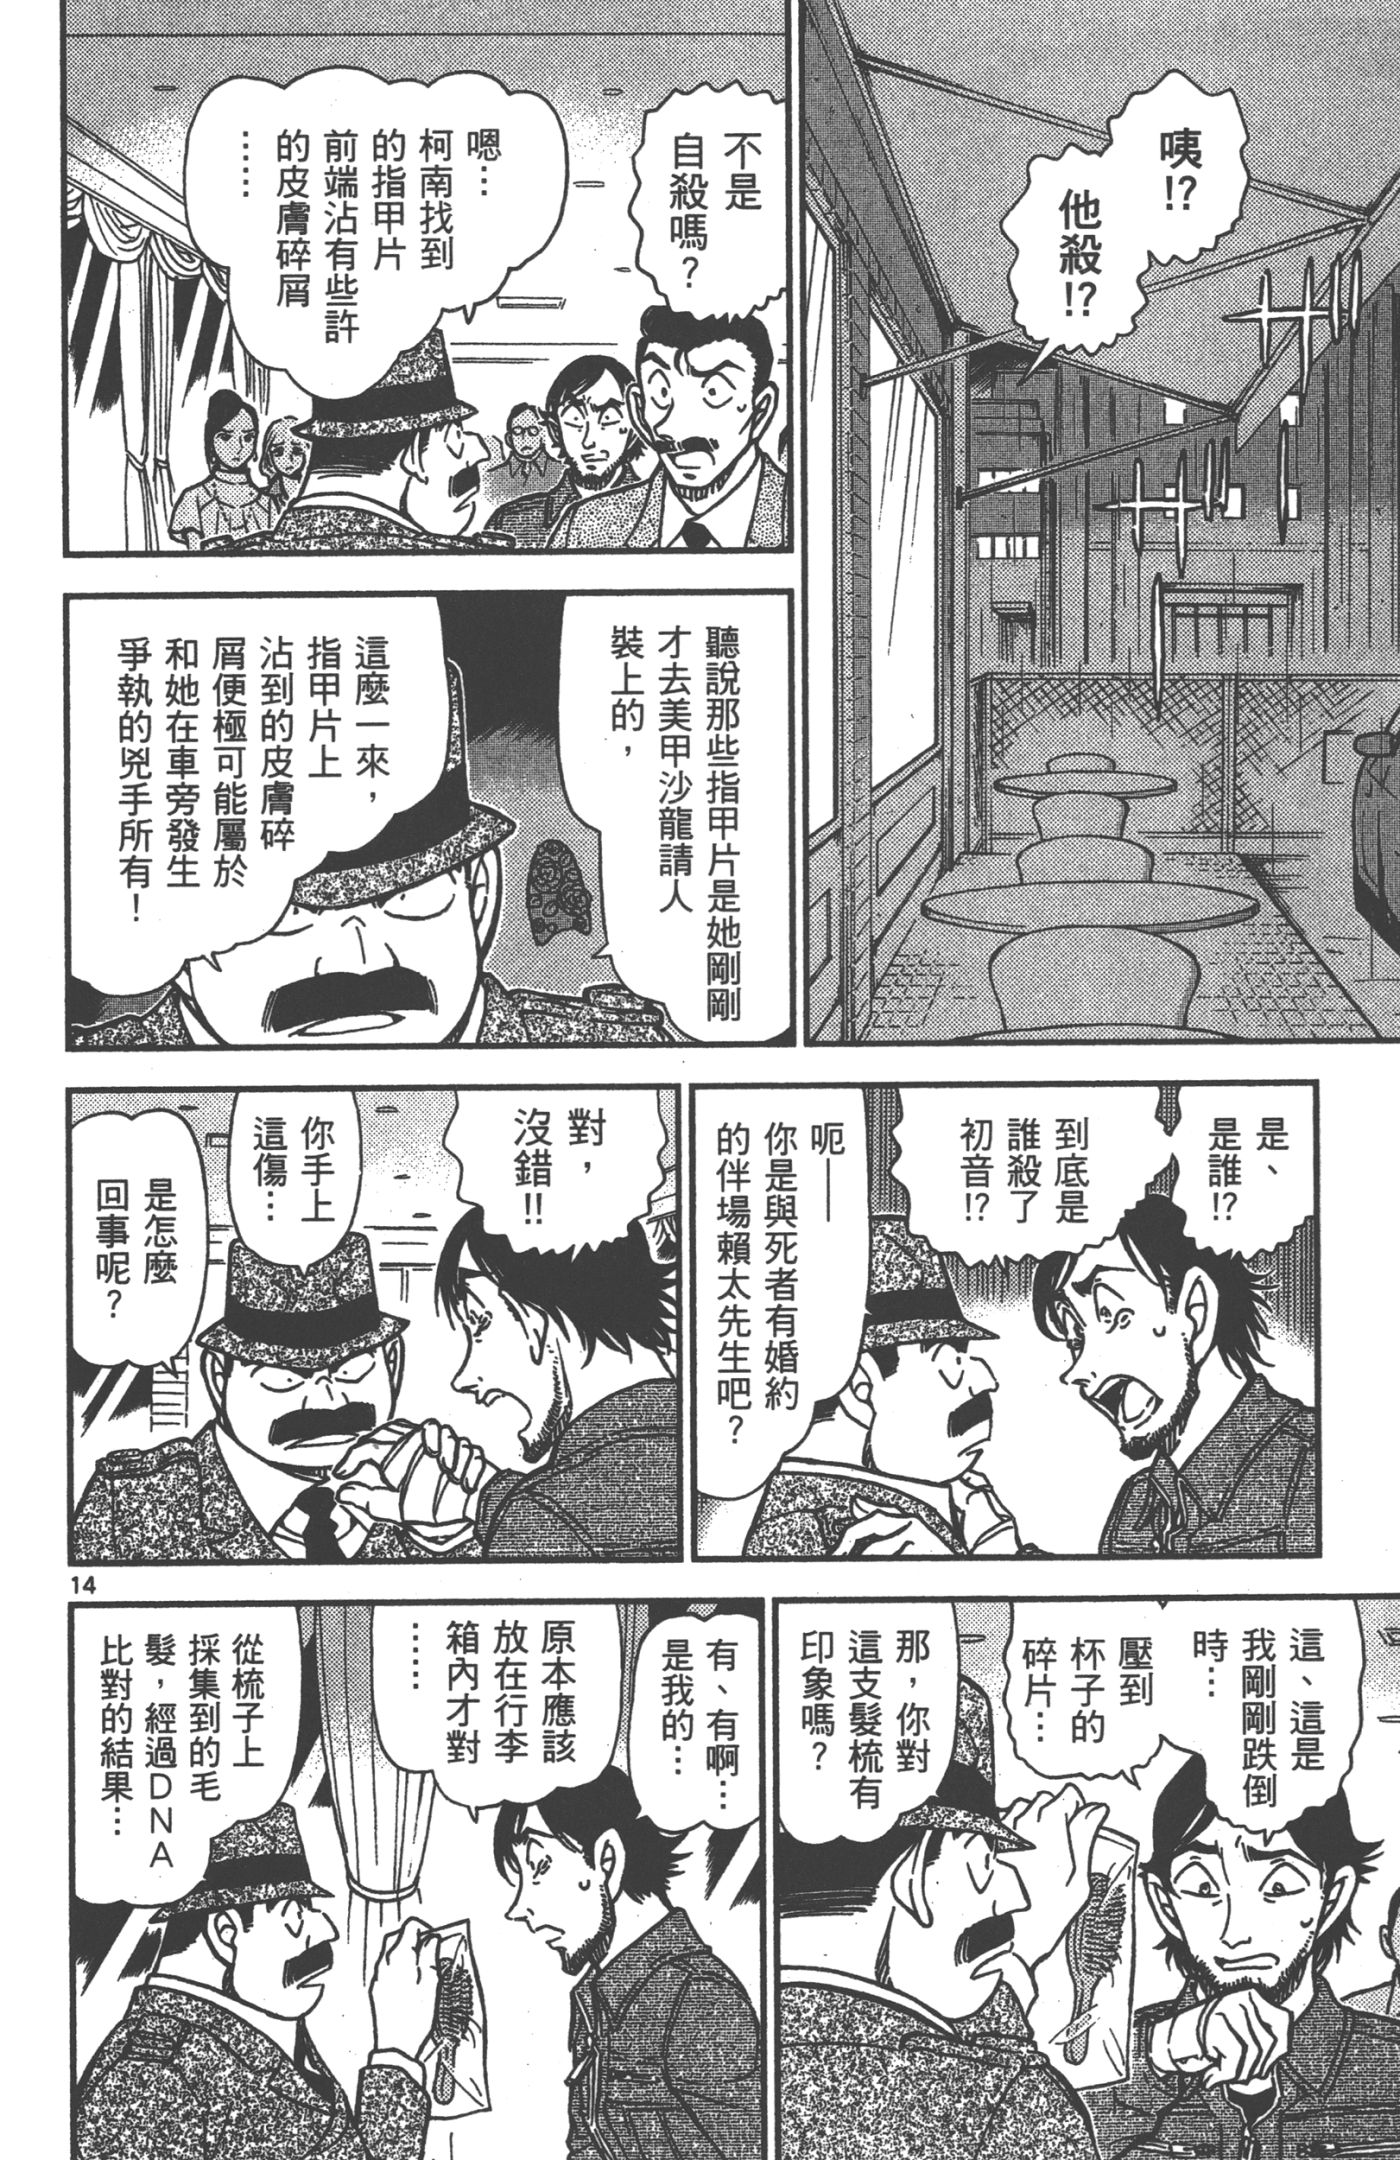 咦!?
他殺!?
不是
自殺嗎？
嗯…
柯南找到
的指甲片
前端沾有些許
的皮膚碎屑
……
聽說那些指甲片是她剛剛
才去美甲沙龍請人
裝上的，
這麼一來，
指甲片上
沾到的皮膚碎
屑便極可能屬於
和她在車旁發生
爭執的兇手所有！
是、
是誰!?
到底是
誰殺了
初音!?
呃—
你是與死者有婚約
的伴場賴太先生吧？
對，
沒錯!!
你手上
這傷…
是怎麼
回事呢？
這、這是
我剛剛跌倒
時…
壓到
杯子的
碎片…
那，你對
這支髮梳有
印象嗎？
有、有啊…
是我的…
原本應該
放在行李
箱內才對
……
從梳子上
採集到的毛
髮，經過DNA
比對的結果…
14